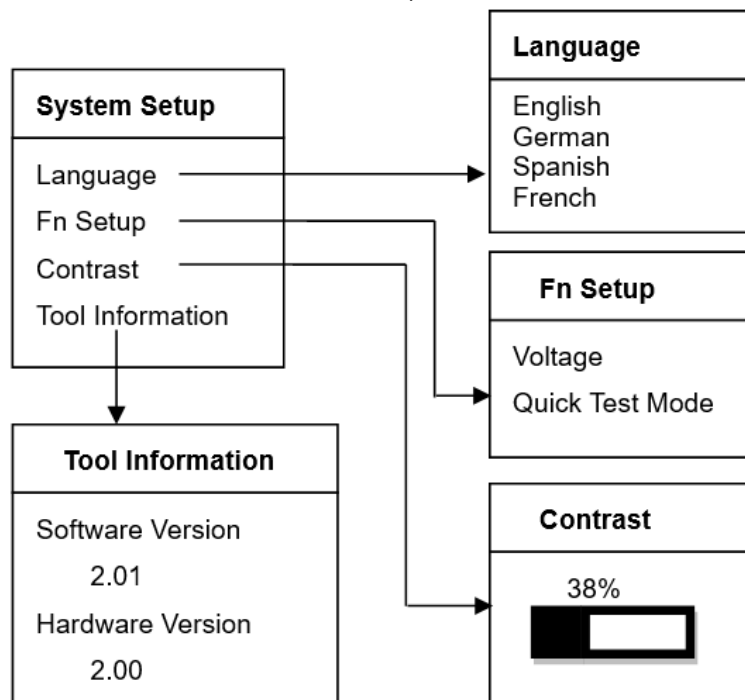 System Setup
Language
Fn Setup
Contrast
Tool Information
Language
English
German
Spanish
French
Fn Setup
Voltage
Quick Test Mode
Tool Information
Software Version
2.01
Hardware Version
2.00
Contrast
38%